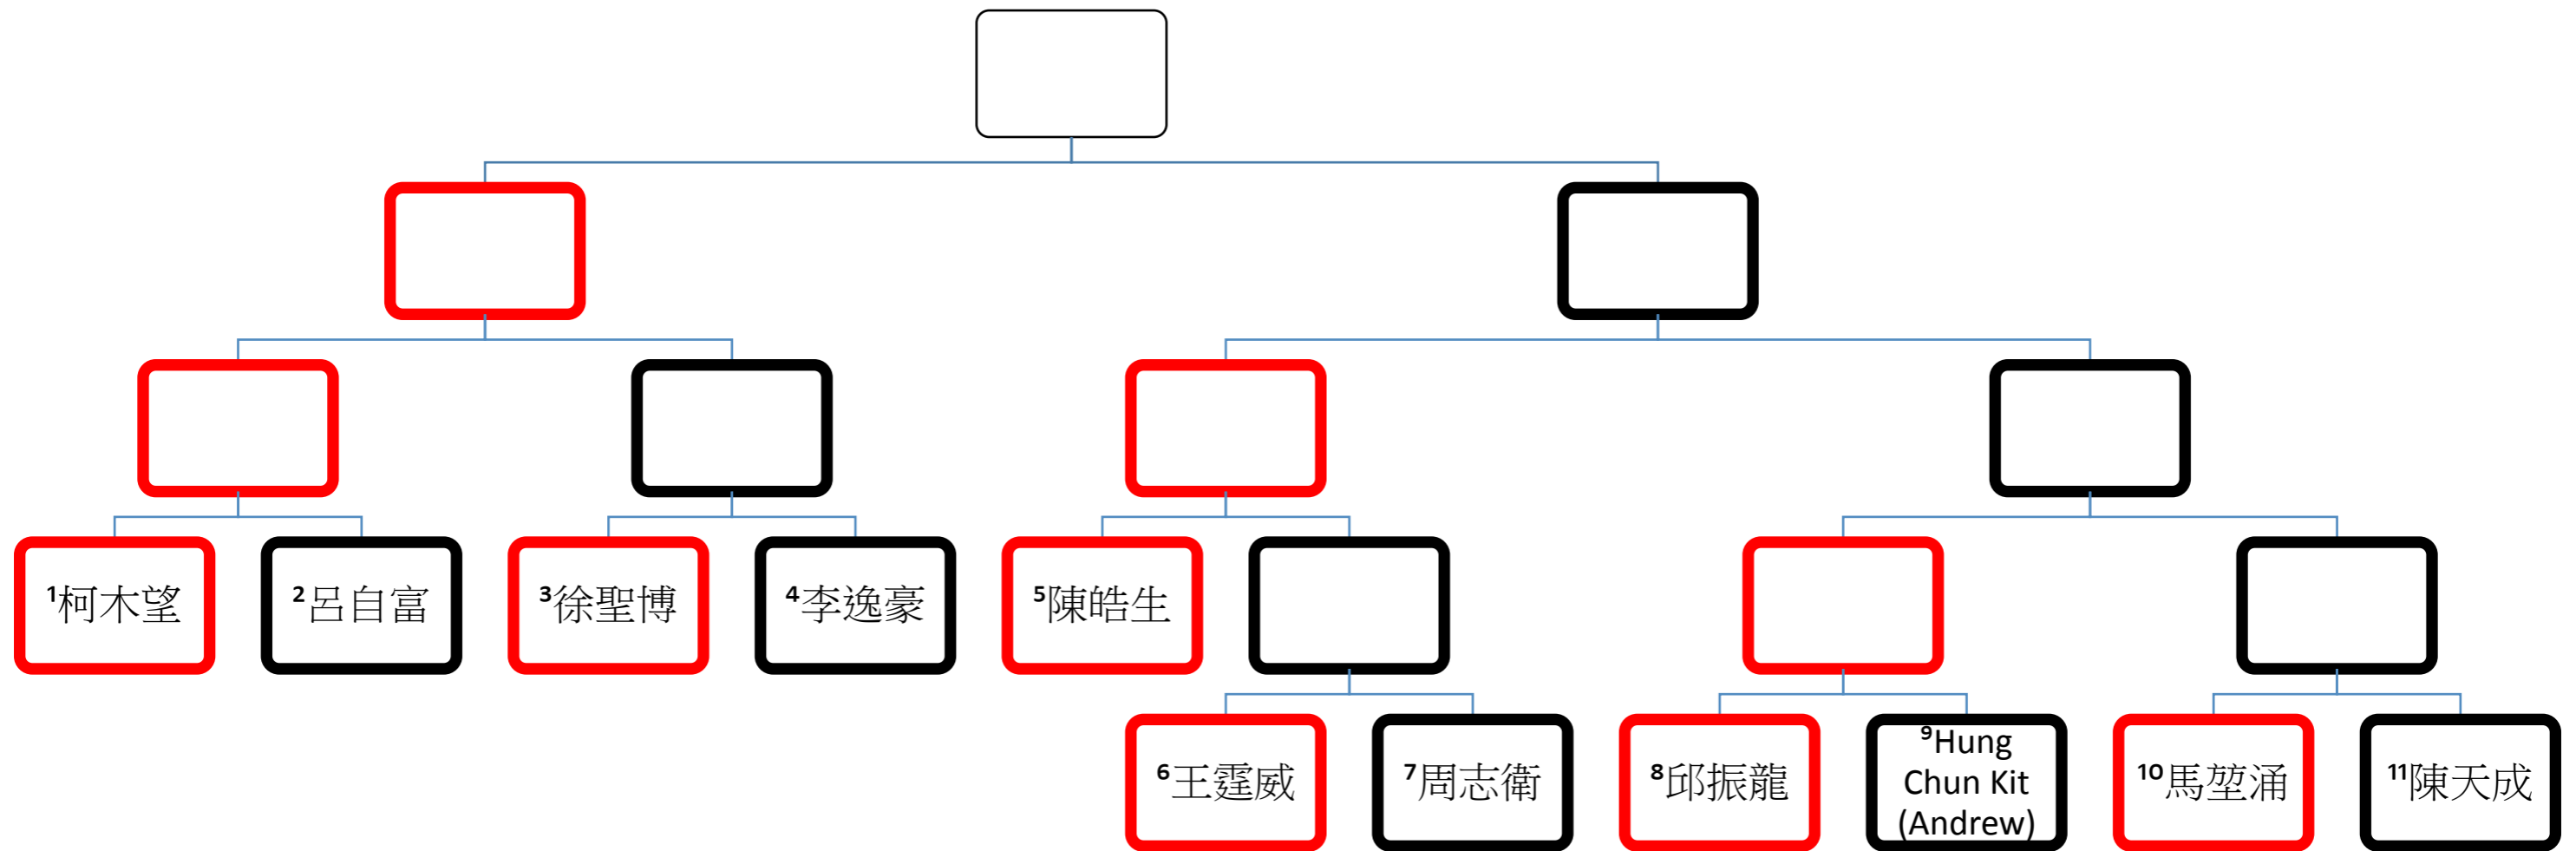 ¹柯木望
²呂自富
³徐聖博
⁴李逸豪
⁵陳皓生
⁶王霆威
⁷周志衛
⁸邱振龍
⁹Hung
Chun Kit
(Andrew)
¹⁰馬堃涌
¹¹陳天成